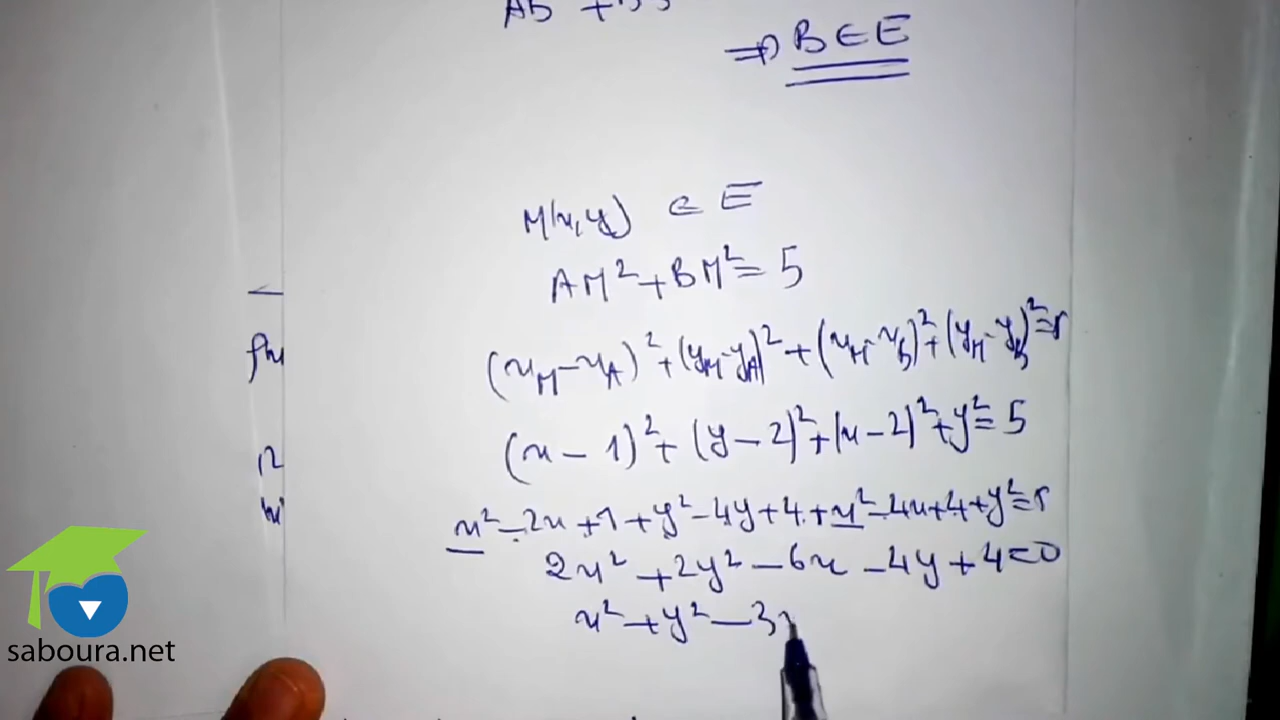 ⇒ B ∈ E
M(x,y) ∈ E
AM² + BM² = 5
(x_M - x_A)² + (y_M - y_A)² + (x_M - x_B)² + (y_M - y_B)² = 5
(x - 1)² + (y - 2)² + (x - 2)² + y² = 5
x² - 2x + 1 + y² - 4y + 4 + x² - 4x + 4 + y² = 5
2x² + 2y² - 6x - 4y + 4 = 0
x² + y² - 3x
saboura.net